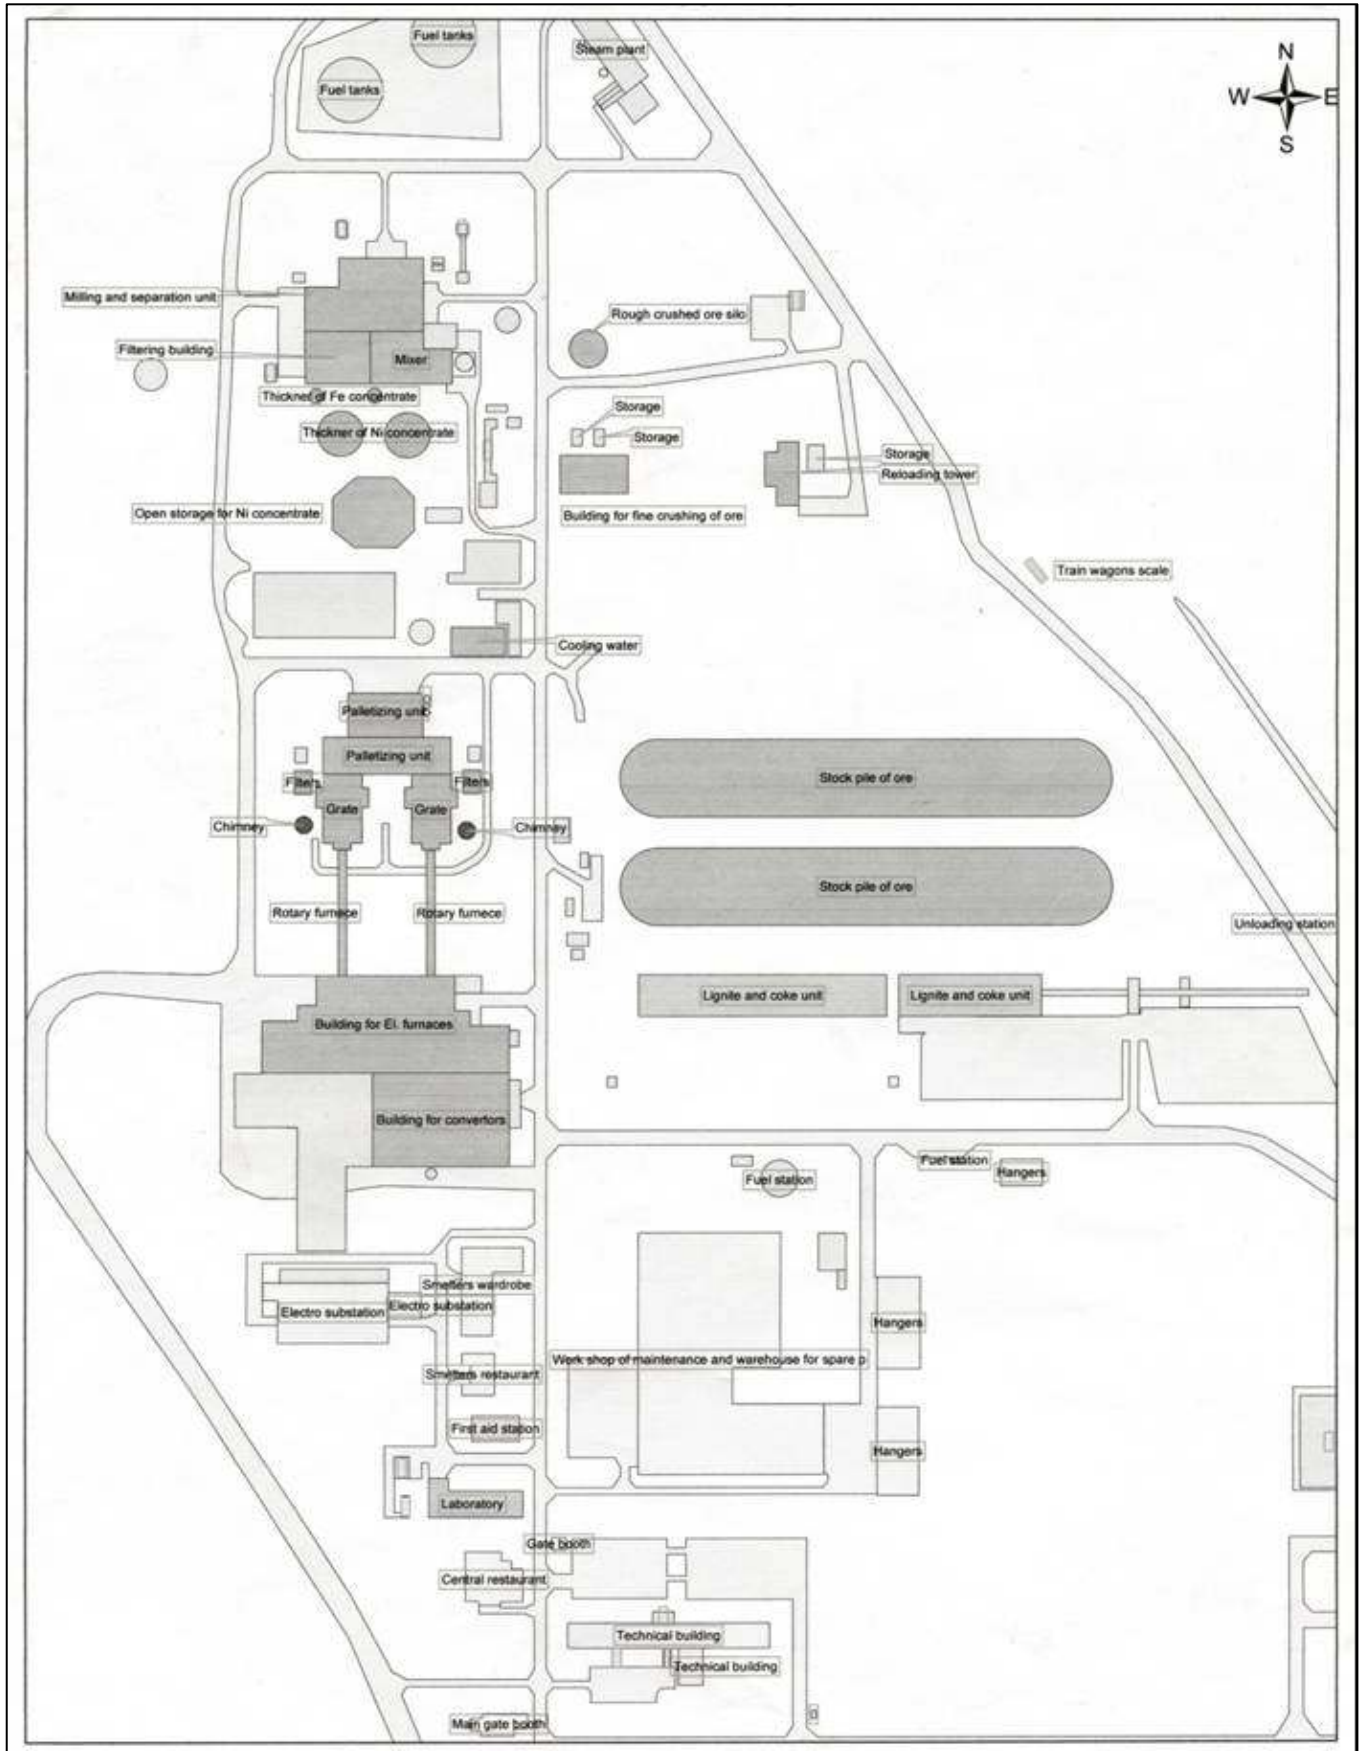 Fuel tanks
Steam plant
Fuel tanks
N
W
E
S
Milling and separation unit
Rough crushed ore silo
Filtering building
Mixer
Thickner of Fe concentrate
Storage
Thickner of Ni concentrate
Storage
Storage
Reloading tower
Open storage for Ni concentrate
Building for fine crushing of ore
Train wagons scale
Cooling water
Palletizing unit
Palletizing unit
Stock pile of ore
Filters
Filters
Grate
Grate
Chimney
Chimney
Stock pile of ore
Rotary furnece
Rotary furnece
Unloading station
Lignite and coke unit
Lignite and coke unit
Building for El. furnaces
Building for convertors
Fuel station
Hangers
Fuel station
Smelters wardrobe
Electro substation
Electro substation
Hangers
Work shop of maintenance and warehouse for spare p
Smelters restaurant
First aid station
Hangers
Laboratory
Gate booth
Central restaurant
Technical building
Technical building
Main gate booth